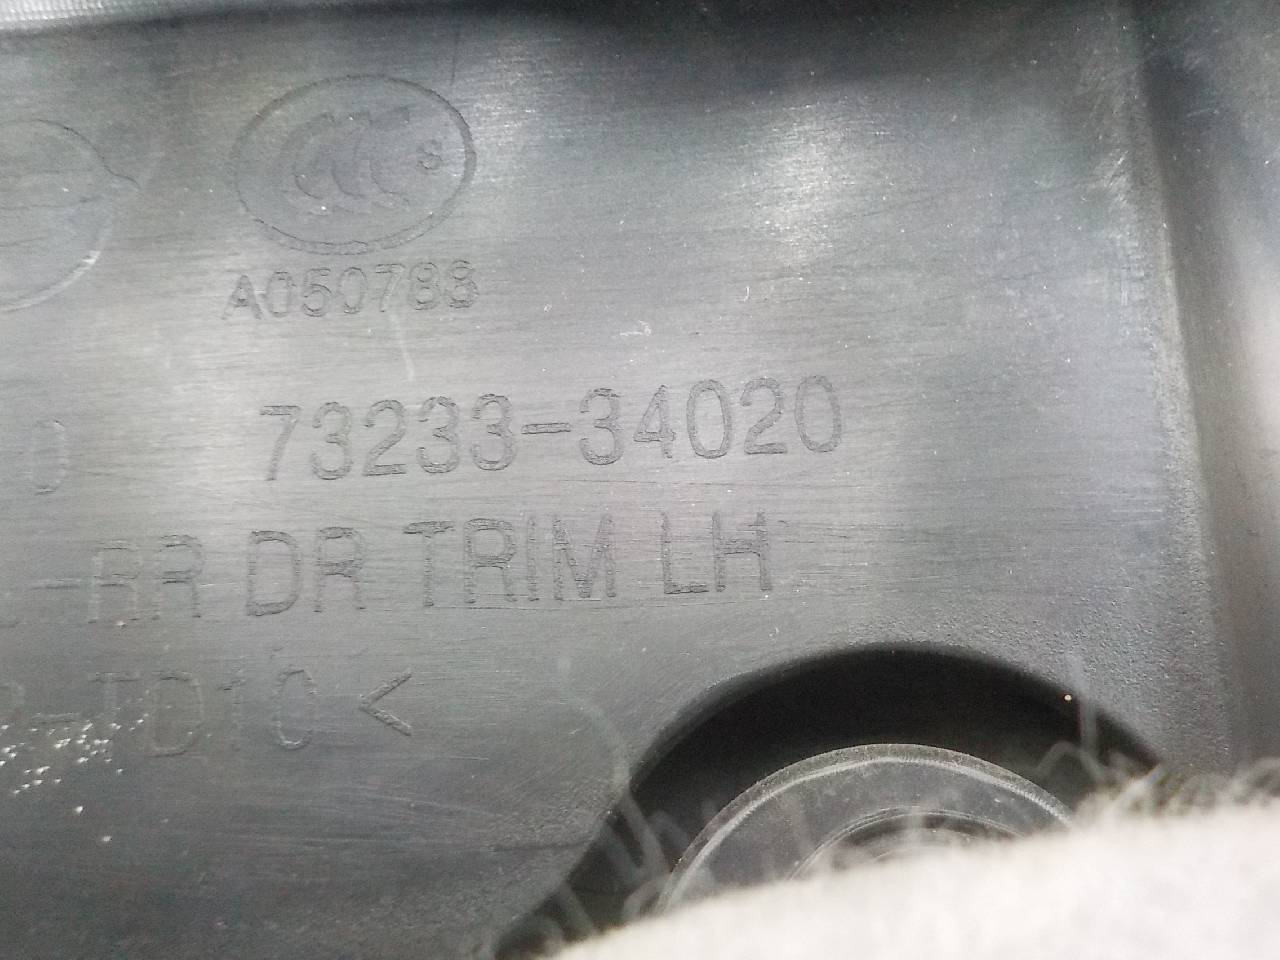 S
A050788
73233-34020
-RR DR TRIM LH
-TD10<